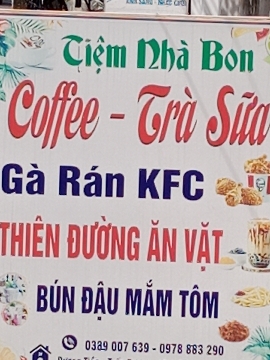 Tiệm Nhà Bon
Coffee - Trà Sữa
Gà Rán KFC
THIÊN ĐƯỜNG ĂN VẶT
BÚN ĐẬU MẮM TÔM
0389 007 639 - 0978 883 290